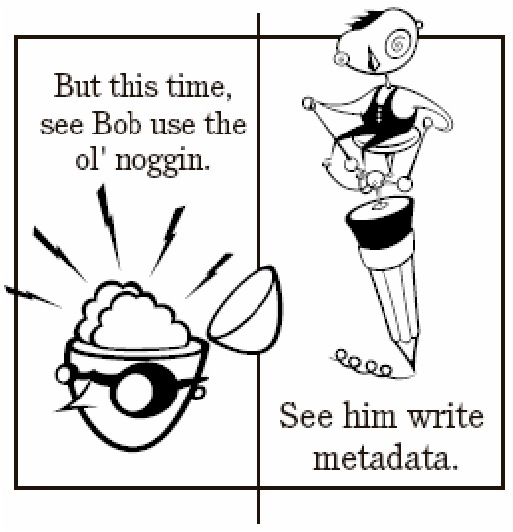 But this time,
see Bob use the
ol' noggin.
See him write
metadata.